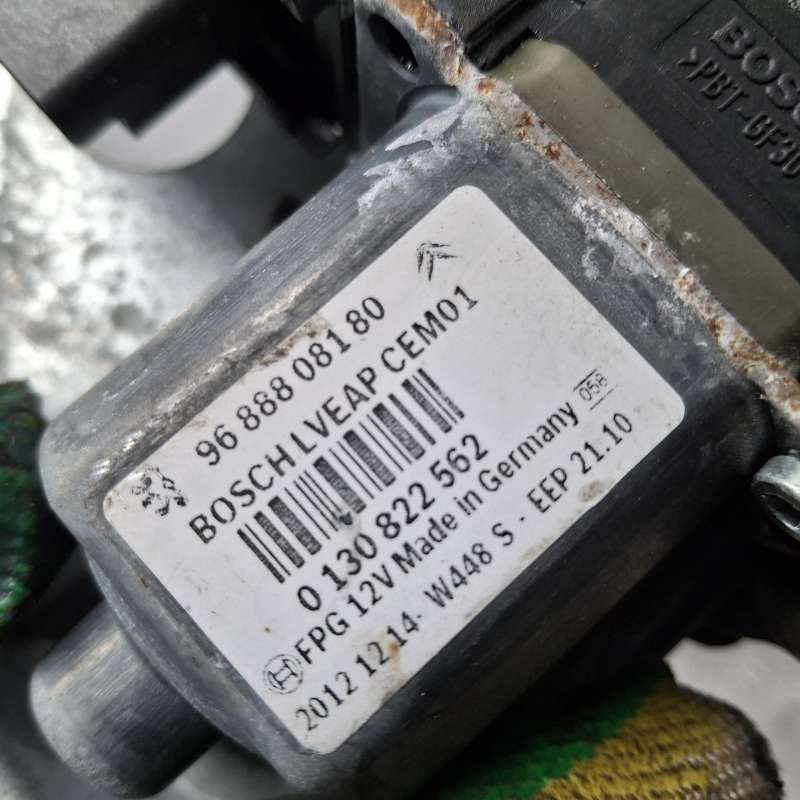 BOSCH
>PBT-GF30
96 888 081 80
BOSCH LVEAP CEM01
0 130 822 562
FPG 12V Made in Germany 058
2012 12 14- W448 S - EEP 21.10